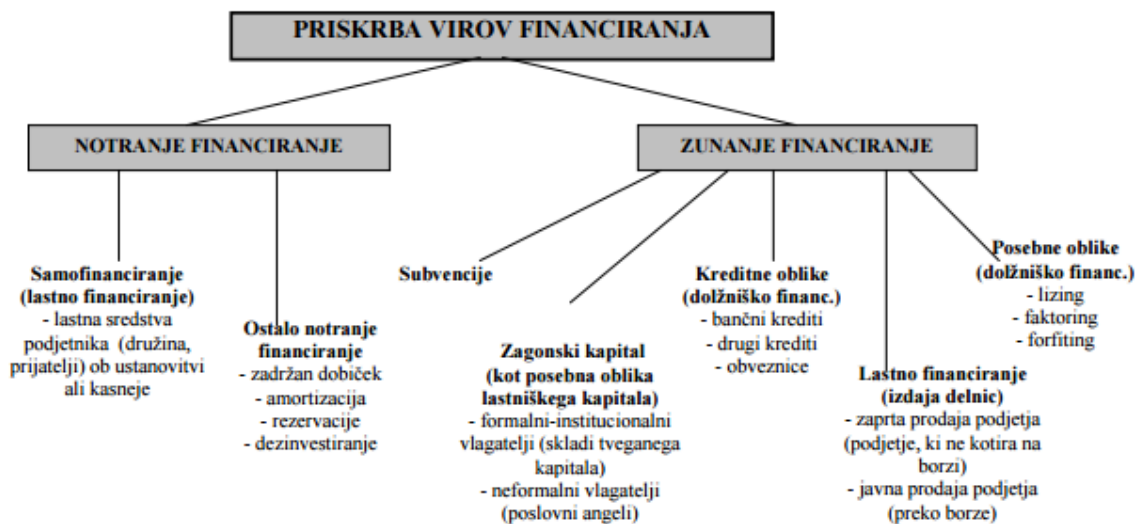 PRISKRBA VIROV FINANCIRANJA
NOTRANJE FINANCIRANJE
ZUNANJE FINANCIRANJE
Samofinanciranje
(lastno financiranje)
- lastna sredstva
podjetnika (družina,
prijatelji) ob ustanovitvi
ali kasneje
Ostalo notranje
financiranje
- zadržan dobiček
- amortizacija
- rezervacije
- dezinvestiranje
Subvencije
Zagonski kapital
(kot posebna oblika
lastniškega kapitala)
- formalni-institucionalni
vlagatelji (skladi tveganega
kapitala)
- neformalni vlagatelji
(poslovni angeli)
Kreditne oblike
(dolžniško financ.)
- bančni krediti
- drugi krediti
- obveznice
Lastno financiranje
(izdaja delnic)
- zaprta prodaja podjetja
(podjetje, ki ne kotira na
borzi)
- javna prodaja podjetja
(preko borze)
Posebne oblike
(dolžniško financ.)
- lizing
- faktoring
- forfiting